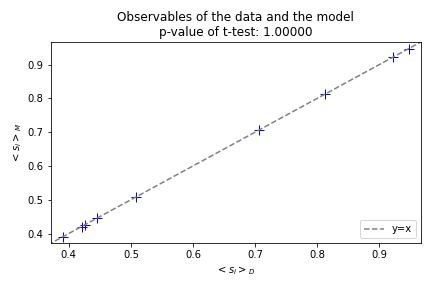 Observables of the data and the model
p-value of t-test: 1.00000
0.9
0.8
0.7
0.6
0.5
0.4
< s_i >_M
0.4 0.5 0.6 0.7 0.8 0.9
< s_i >_D
y=x